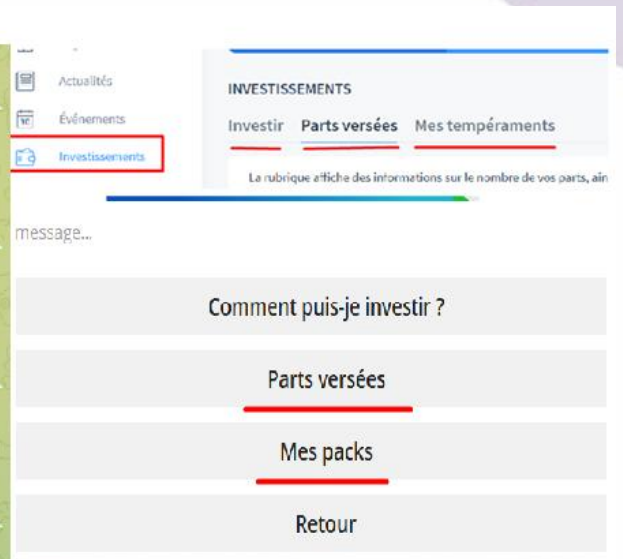 Actualités
INVESTISSEMENTS
Événements
Investir Parts versées Mes tempéraments
Investissements
La rubrique affiche des informations sur le nombre de vos parts, ain
message...
Comment puis-je investir ?
Parts versées
Mes packs
Retour